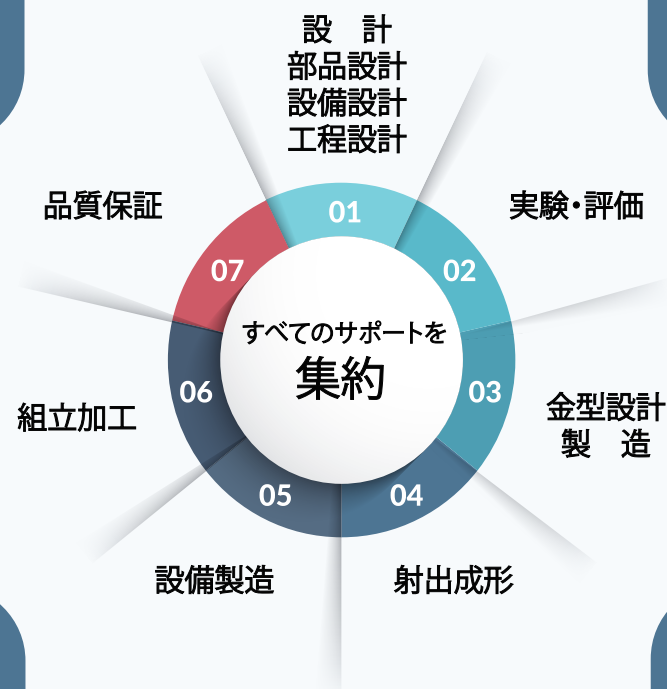 設　計
部品設計
設備設計
工程設計
01
実験・評価
02
金型設計
製　造
03
射出成形
04
設備製造
05
組立加工
06
品質保証
07
すべてのサポートを
集約